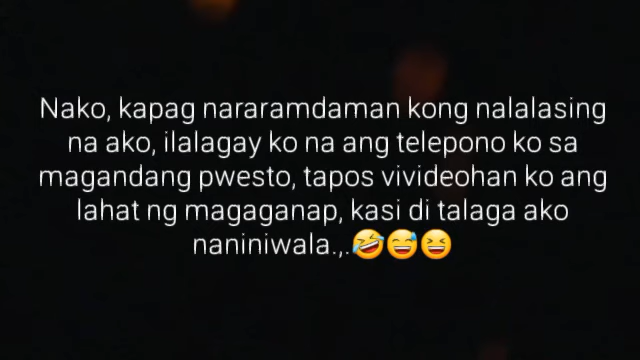 Nako, kapag nararamdaman kong nalalasing
na ako, ilalagay ko na ang telepono ko sa
magandang pwesto, tapos vivideohan ko ang
lahat ng magaganap, kasi di talaga ako
naniniwala.,.🤣😅😆